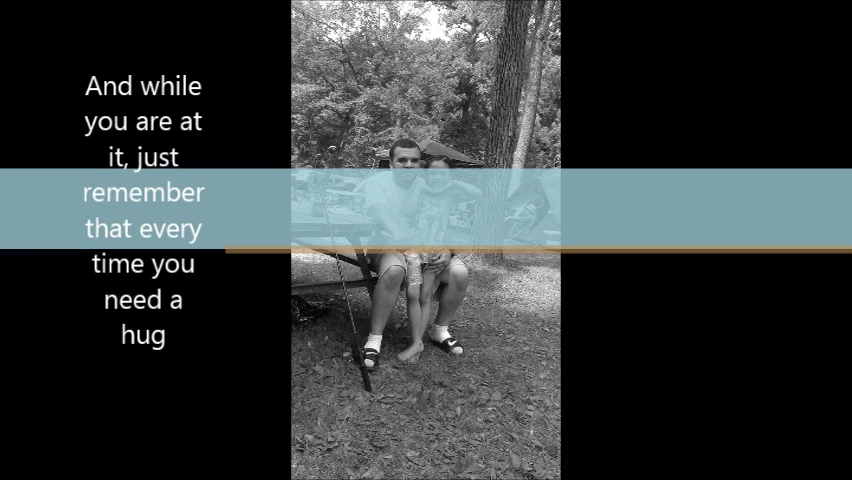 And while
you are at
it, just
remember
that every
time you
need a
hug